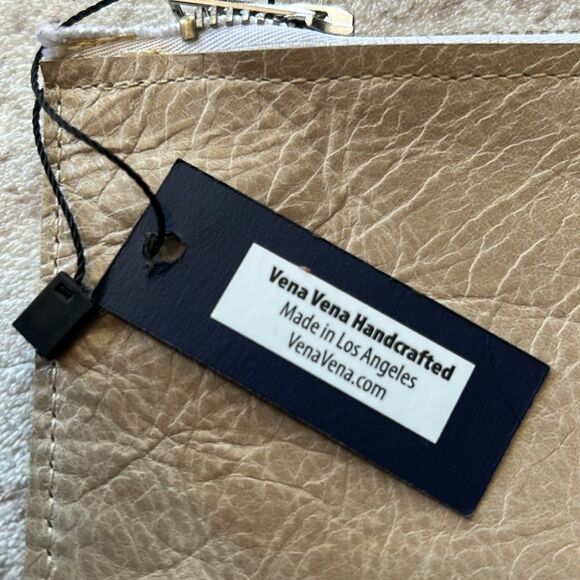 Vena Vena Handcrafted
Made in Los Angeles
VenaVena.com